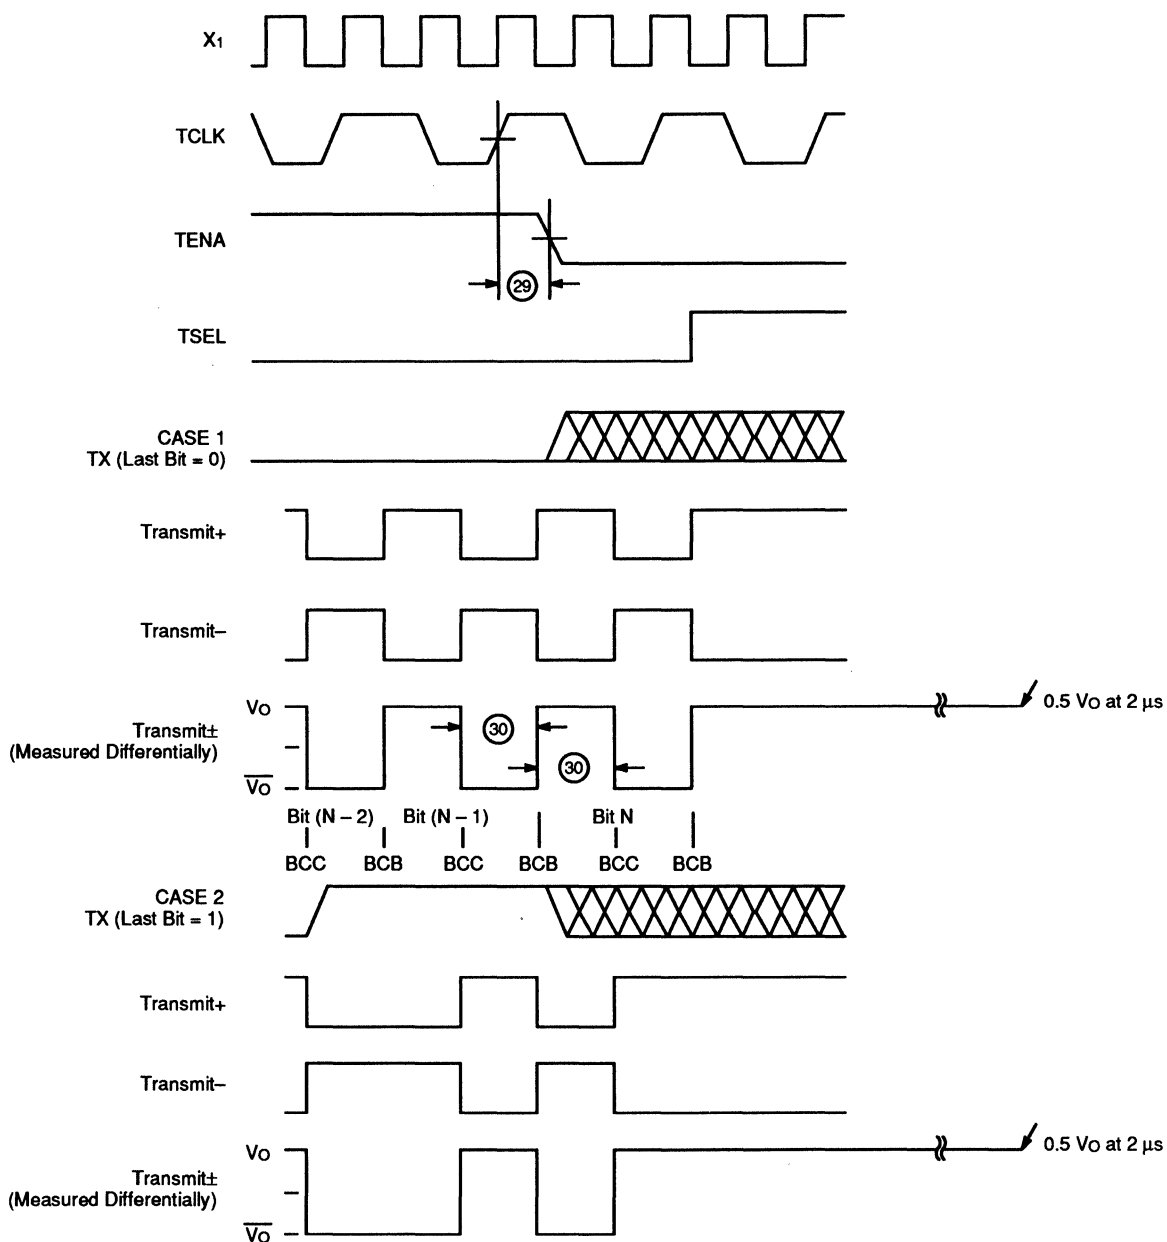 X1
TCLK
TENA
29
TSEL
CASE 1
TX (Last Bit = 0)
Transmit+
Transmit–
VO
0.5 VO at 2 μs
Transmit±
(Measured Differentially)
30
30
VO
Bit (N – 2) Bit (N – 1) Bit N
BCC BCB BCC BCB BCC BCB
CASE 2
TX (Last Bit = 1)
Transmit+
Transmit–
VO
0.5 VO at 2 μs
Transmit±
(Measured Differentially)
VO